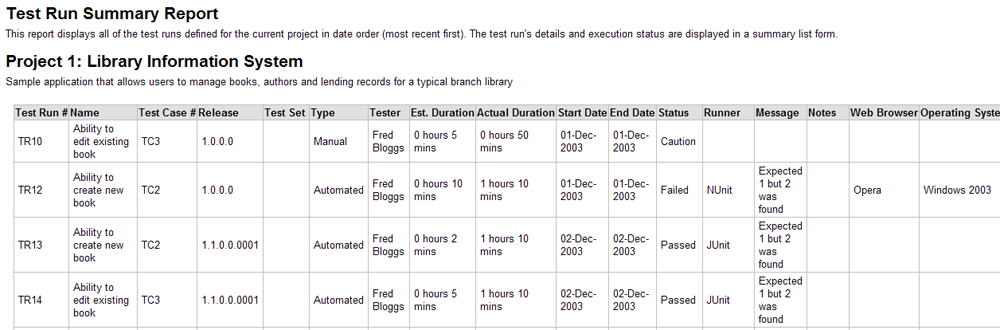 Test Run Summary Report
This report displays all of the test runs defined for the current project in date order (most recent first). The test run's details and execution status are displayed in a summary list form.
Project 1: Library Information System
Sample application that allows users to manage books, authors and lending records for a typical branch library
Test Run # Name Test Case # Release Test Set Type Tester Est. Duration Actual Duration Start Date End Date Status Runner Message Notes Web Browser Operating Syste
TR10 Ability to edit existing book TC3 1.0.0.0 Manual Fred Bloggs 0 hours 5 mins 0 hours 50 mins 01-Dec-2003 01-Dec-2003 Caution
TR12 Ability to create new book TC2 1.0.0.0 Automated Fred Bloggs 0 hours 10 mins 1 hours 10 mins 01-Dec-2003 01-Dec-2003 Failed NUnit Expected 1 but 2 was found Opera Windows 2003
TR13 Ability to create new book TC2 1.1.0.0.0001 Automated Fred Bloggs 0 hours 2 mins 1 hours 10 mins 02-Dec-2003 02-Dec-2003 Passed JUnit Expected 1 but 2 was found
TR14 Ability to edit existing book TC3 1.1.0.0.0001 Automated Fred Bloggs 0 hours 5 mins 1 hours 10 mins 02-Dec-2003 02-Dec-2003 Passed JUnit Expected 1 but 2 was found